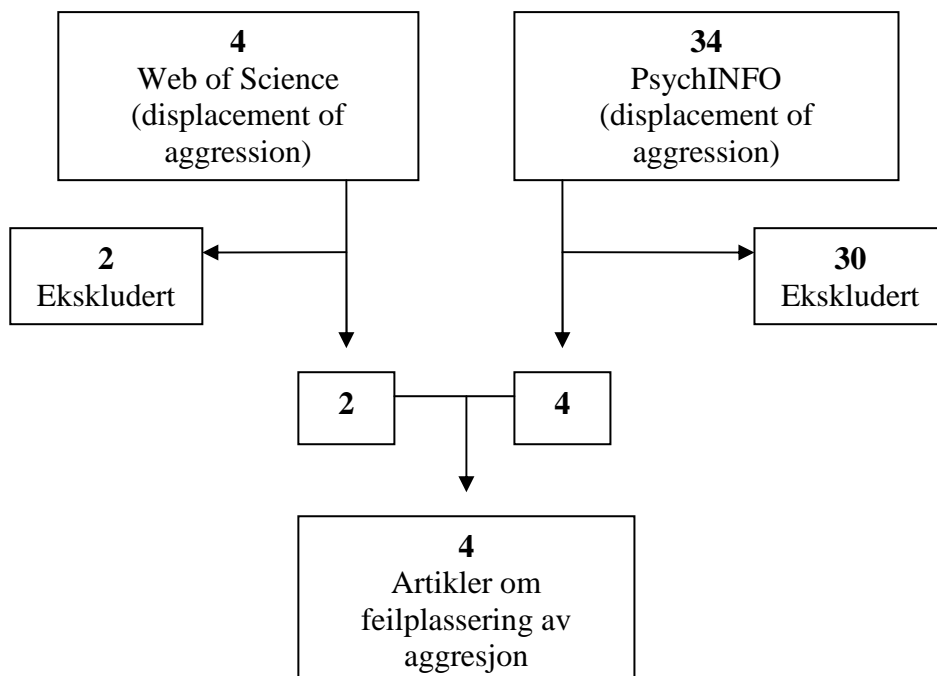 4
Web of Science
(displacement of
aggression)
34
PsychINFO
(displacement of
aggression)
2
Ekskludert
30
Ekskludert
2
4
4
Artikler om
feilplassering av
aggresjon